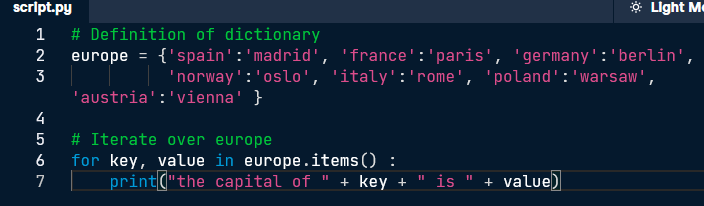 script.py
Light Mo
1 # Definition of dictionary
2 europe = {'spain':'madrid', 'france':'paris', 'germany':'berlin',
3 'norway':'oslo', 'italy':'rome', 'poland':'warsaw',
'austria':'vienna' }
4
5 # Iterate over europe
6 for key, value in europe.items() :
7 print("the capital of " + key + " is " + value)